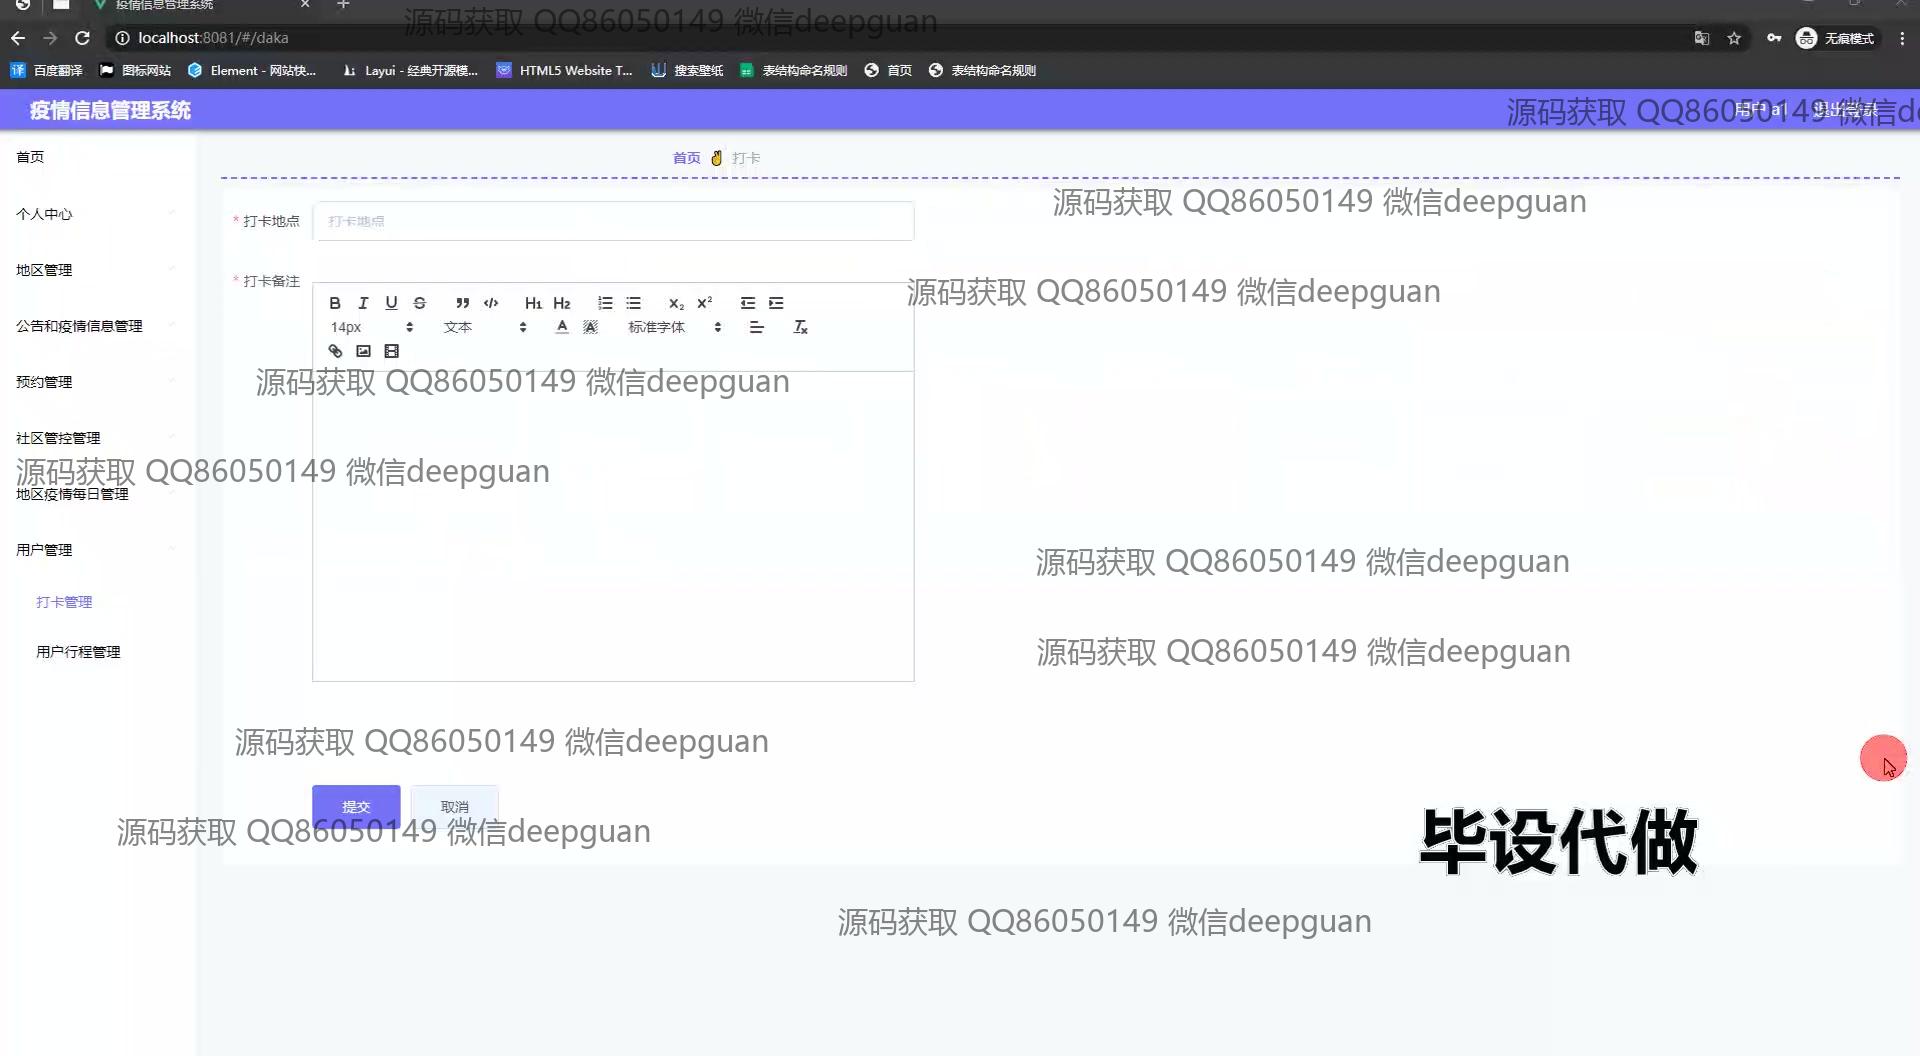 疫情信息管理系统
源码获取 QQ86050149 微信deepguan
localhost:8081/#/daka
无痕模式
百度翻译
图标网站
Element - 网站快...
Layui - 经典开源模...
HTML5 Website T...
搜索壁纸
表结构命名规则
首页
表结构命名规则
疫情信息管理系统
用户 a1
退出登录
源码获取 QQ86050149 微信de
首页
个人中心
地区管理
公告和疫情信息管理
预约管理
社区管控管理
地区疫情每日管理
用户管理
打卡管理
用户行程管理
首页
打卡
源码获取 QQ86050149 微信deepguan
* 打卡地点
打卡地点
* 打卡备注
源码获取 QQ86050149 微信deepguan
B I U S H1 H2 X2 X2
14px
文本
标准字体
源码获取 QQ86050149 微信deepguan
源码获取 QQ86050149 微信deepguan
源码获取 QQ86050149 微信deepguan
源码获取 QQ86050149 微信deepguan
源码获取 QQ86050149 微信deepguan
提交
取消
源码获取 QQ86050149 微信deepguan
毕设代做
源码获取 QQ86050149 微信deepguan